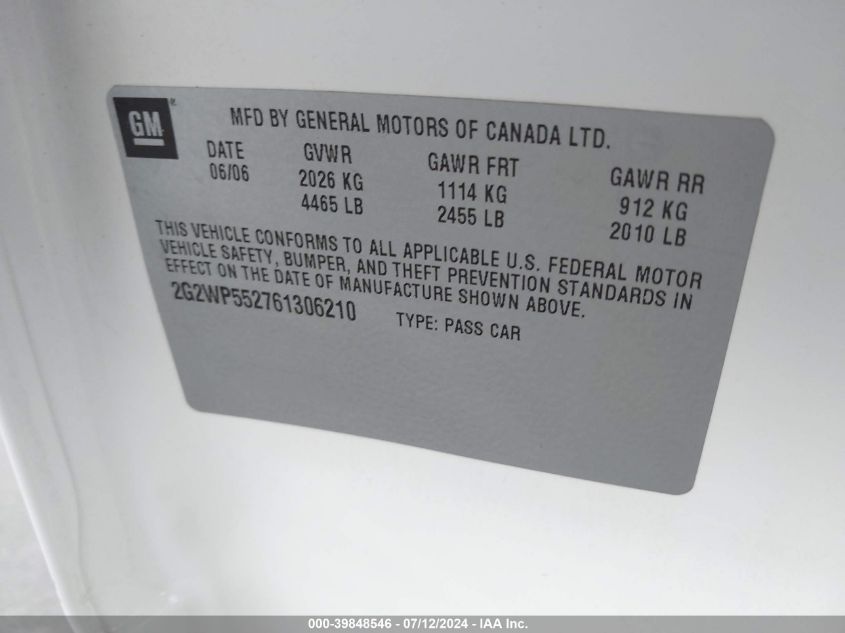 GM ®
MFD BY GENERAL MOTORS OF CANADA LTD.
DATE GVWR GAWR FRT GAWR RR
06/06 2026 KG 1114 KG 912 KG
4465 LB 2455 LB 2010 LB
THIS VEHICLE CONFORMS TO ALL APPLICABLE U.S. FEDERAL MOTOR
VEHICLE SAFETY, BUMPER, AND THEFT PREVENTION STANDARDS IN
EFFECT ON THE DATE OF MANUFACTURE SHOWN ABOVE.
2G2WP552761306210 TYPE: PASS CAR
000-39848546 - 07/12/2024 - IAA Inc.